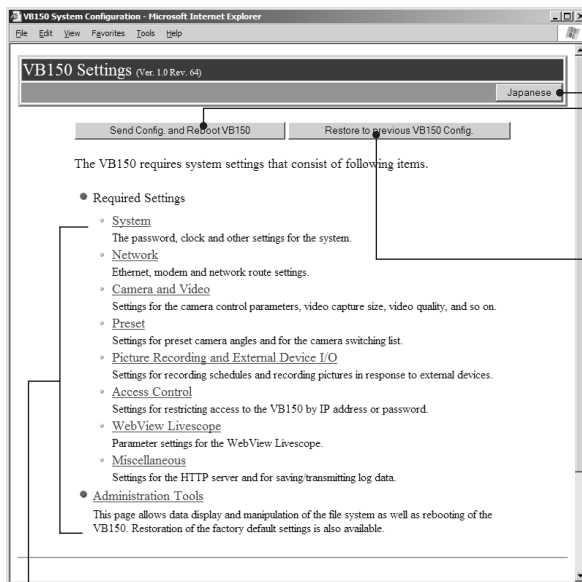 VB150 System Configuration - Microsoft Internet Explorer
File Edit View Favorites Tools Help
VB150 Settings (Ver. 1.0 Rev. 64)
Japanese
Send Config. and Reboot VB150 Restore to previous VB150 Config.
The VB150 requires system settings that consist of following items.
Required Settings
System
The password, clock and other settings for the system.
Network
Ethernet, modem and network route settings.
Camera and Video
Settings for the camera control parameters, video capture size, video quality, and so on.
Preset
Settings for preset camera angles and for the camera switching list.
Picture Recording and External Device I/O
Settings for recording schedules and recording pictures in response to external devices.
Access Control
Settings for restricting access to the VB150 by IP address or password.
WebView Livescope
Parameter settings for the WebView Livescope.
Miscellaneous
Settings for the HTTP server and for saving/transmitting log data.
Administration Tools
This page allows data display and manipulation of the file system as well as rebooting of the
VB150. Restoration of the factory default settings is also available.